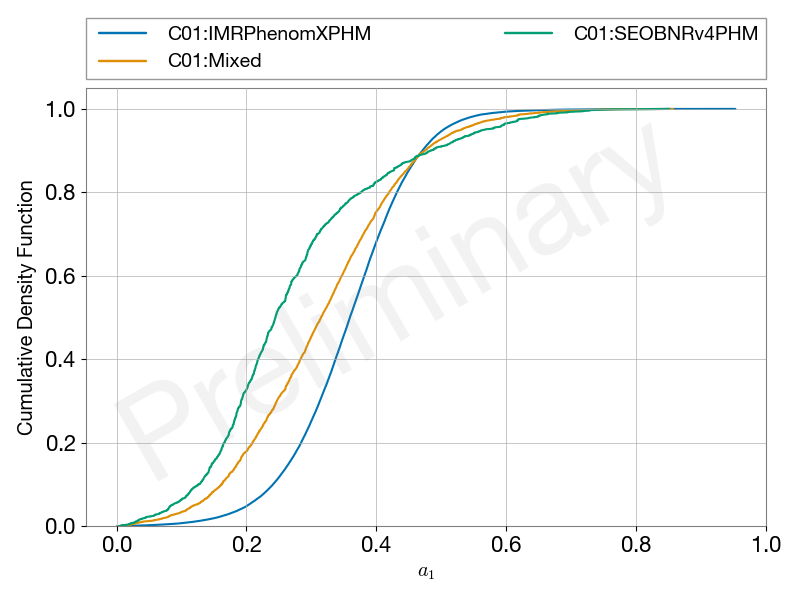 C01:IMRPhenomXPHM C01:SEOBNRv4PHM
C01:Mixed
1.0
0.8
0.6
0.4
0.2
0.0
Cumulative Density Function
Preliminary
0.0 0.2 0.4 0.6 0.8 1.0
a₁